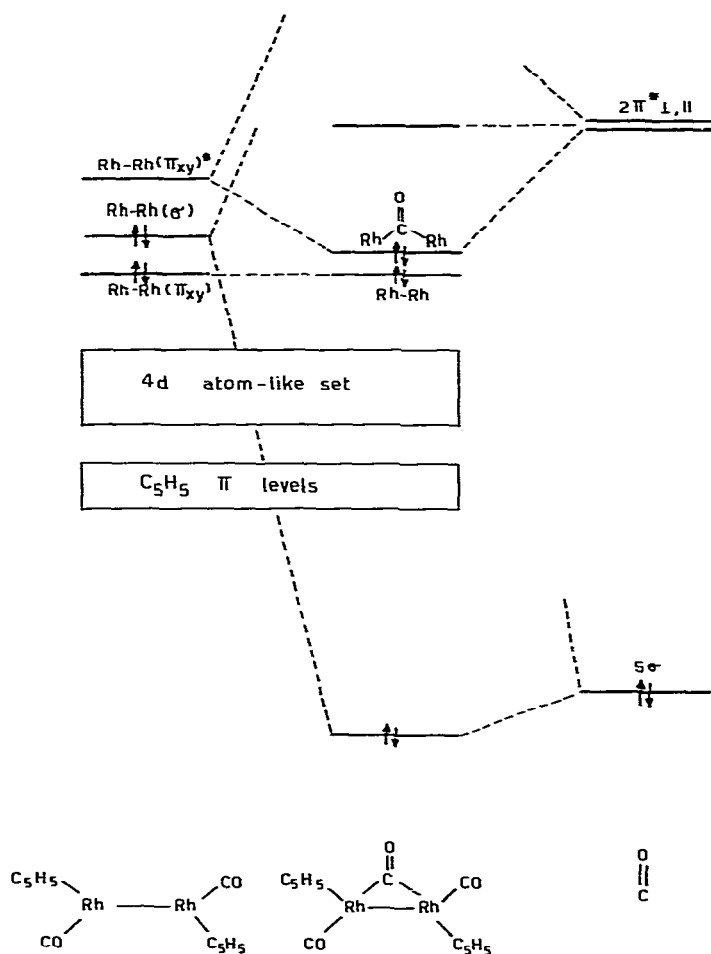 2π*⊥,||
Rh-Rh(πxy)*
Rh-Rh(σ)
O
C
Rh Rh
Rh-Rh(πxy)
Rh-Rh
4d atom-like set
C5H5 π levels
5σ
O
O
C5H5 CO C5H5 C CO C
Rh Rh Rh Rh
CO C5H5 CO C5H5